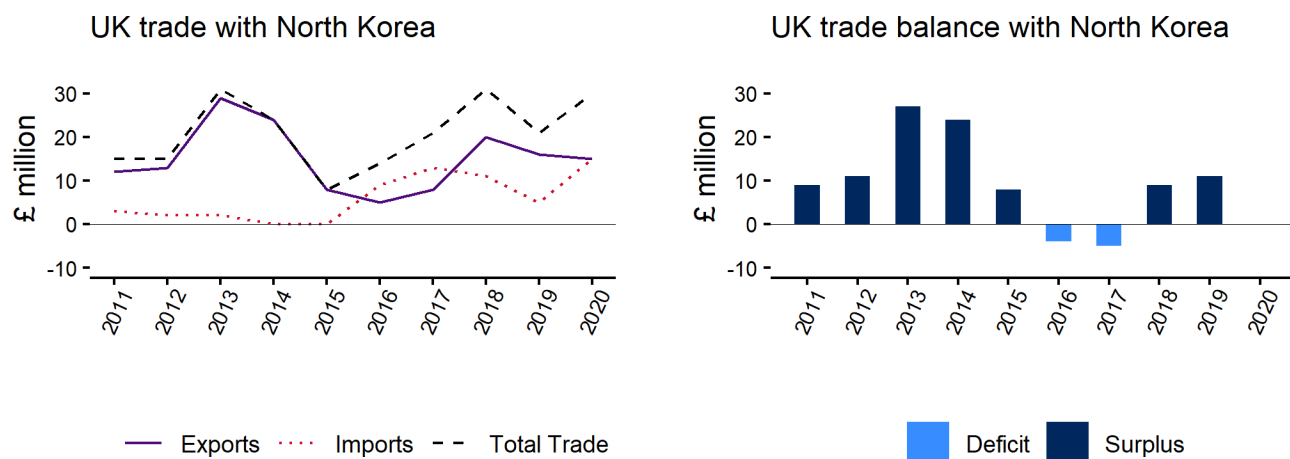 UK trade with North Korea
£ million
30
20
10
0
-10
2011 2012 2013 2014 2015 2016 2017 2018 2019 2020
Exports Imports Total Trade
UK trade balance with North Korea
£ million
30
20
10
0
-10
2011 2012 2013 2014 2015 2016 2017 2018 2019 2020
Deficit Surplus